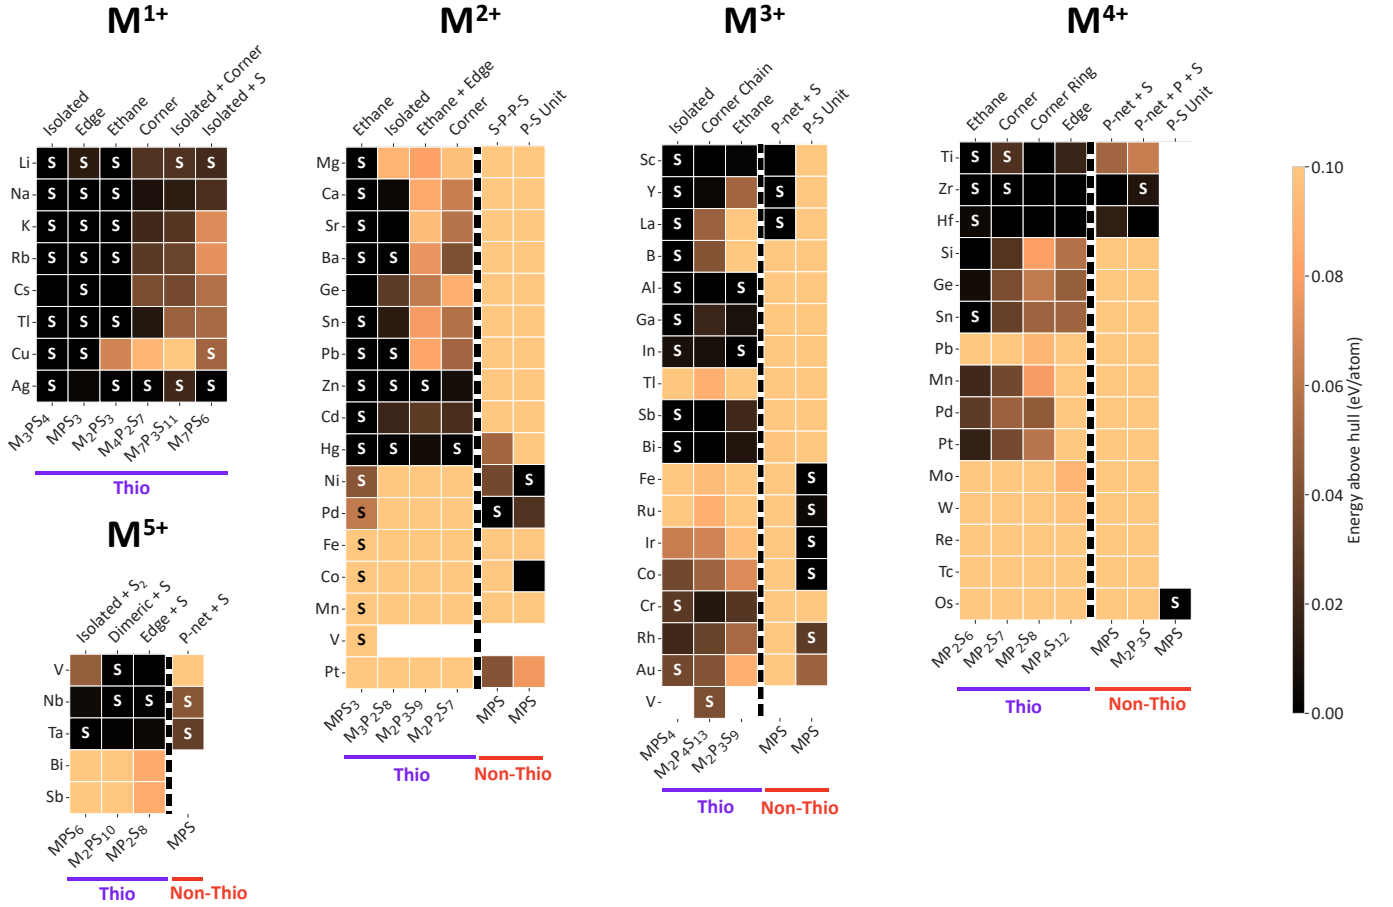 M1+
Isolated
Edge
Ethane
Corner
Isolated + Corner
Isolated + S
Li S S S S S
Na S S S
K S S S
Rb S S S
Cs S
Tl S S S
Cu S S S
Ag S S S S S
M3PS4
MPS3
M2PS3
M4P2S7
M7P3S11
M7PS6
Thio
M2+
Ethane
Isolated
Ethane + Edge
Corner
S-P-P-S
P-S Unit
Mg S
Ca S
Sr S
Ba S S
Ge
Sn S
Pb S S
Zn S S S
Cd S
Hg S S S
Ni S S
Pd S S
Fe S
Co S
Mn S
V S
Pt
MPS3
M3P2S8
M2P3S9
M2P2S7
MPS
MPS
Thio
Non-Thio
M3+
Isolated
Corner Chain
Ethane
P-net + S
P-S Unit
Sc S
Y S S
La S S
B S
Al S S
Ga S
In S S
Tl
Sb S
Bi S
Fe S
Ru S
Ir S
Co S
Cr S
Rh S
Au S
V S
MPS4
M2P4S13
M2P3S9
MPS
MPS
Thio
Non-Thio
M4+
Ethane
Corner
Corner Ring
Edge
P-net + S
P-net + P + S
P-S Unit
Ti S S
Zr S S S
Hf S
Si
Ge
Sn S
Pb
Mn
Pd
Pt
Mo
W
Re
Tc
Os S
MP2S6
MP2S7
MP2S8
MP4S12
MPS
M2P3S
MPS
Thio
Non-Thio
0.10
0.08
0.06
0.04
0.02
0.00
Energy above hull (eV/atom)
M5+
Isolated + S2
Dimeric + S
Edge + S
P-net + S
V S
Nb S S S
Ta S S
Bi
Sb
MPS6
M2PS10
MP2S8
MPS
Thio
Non-Thio